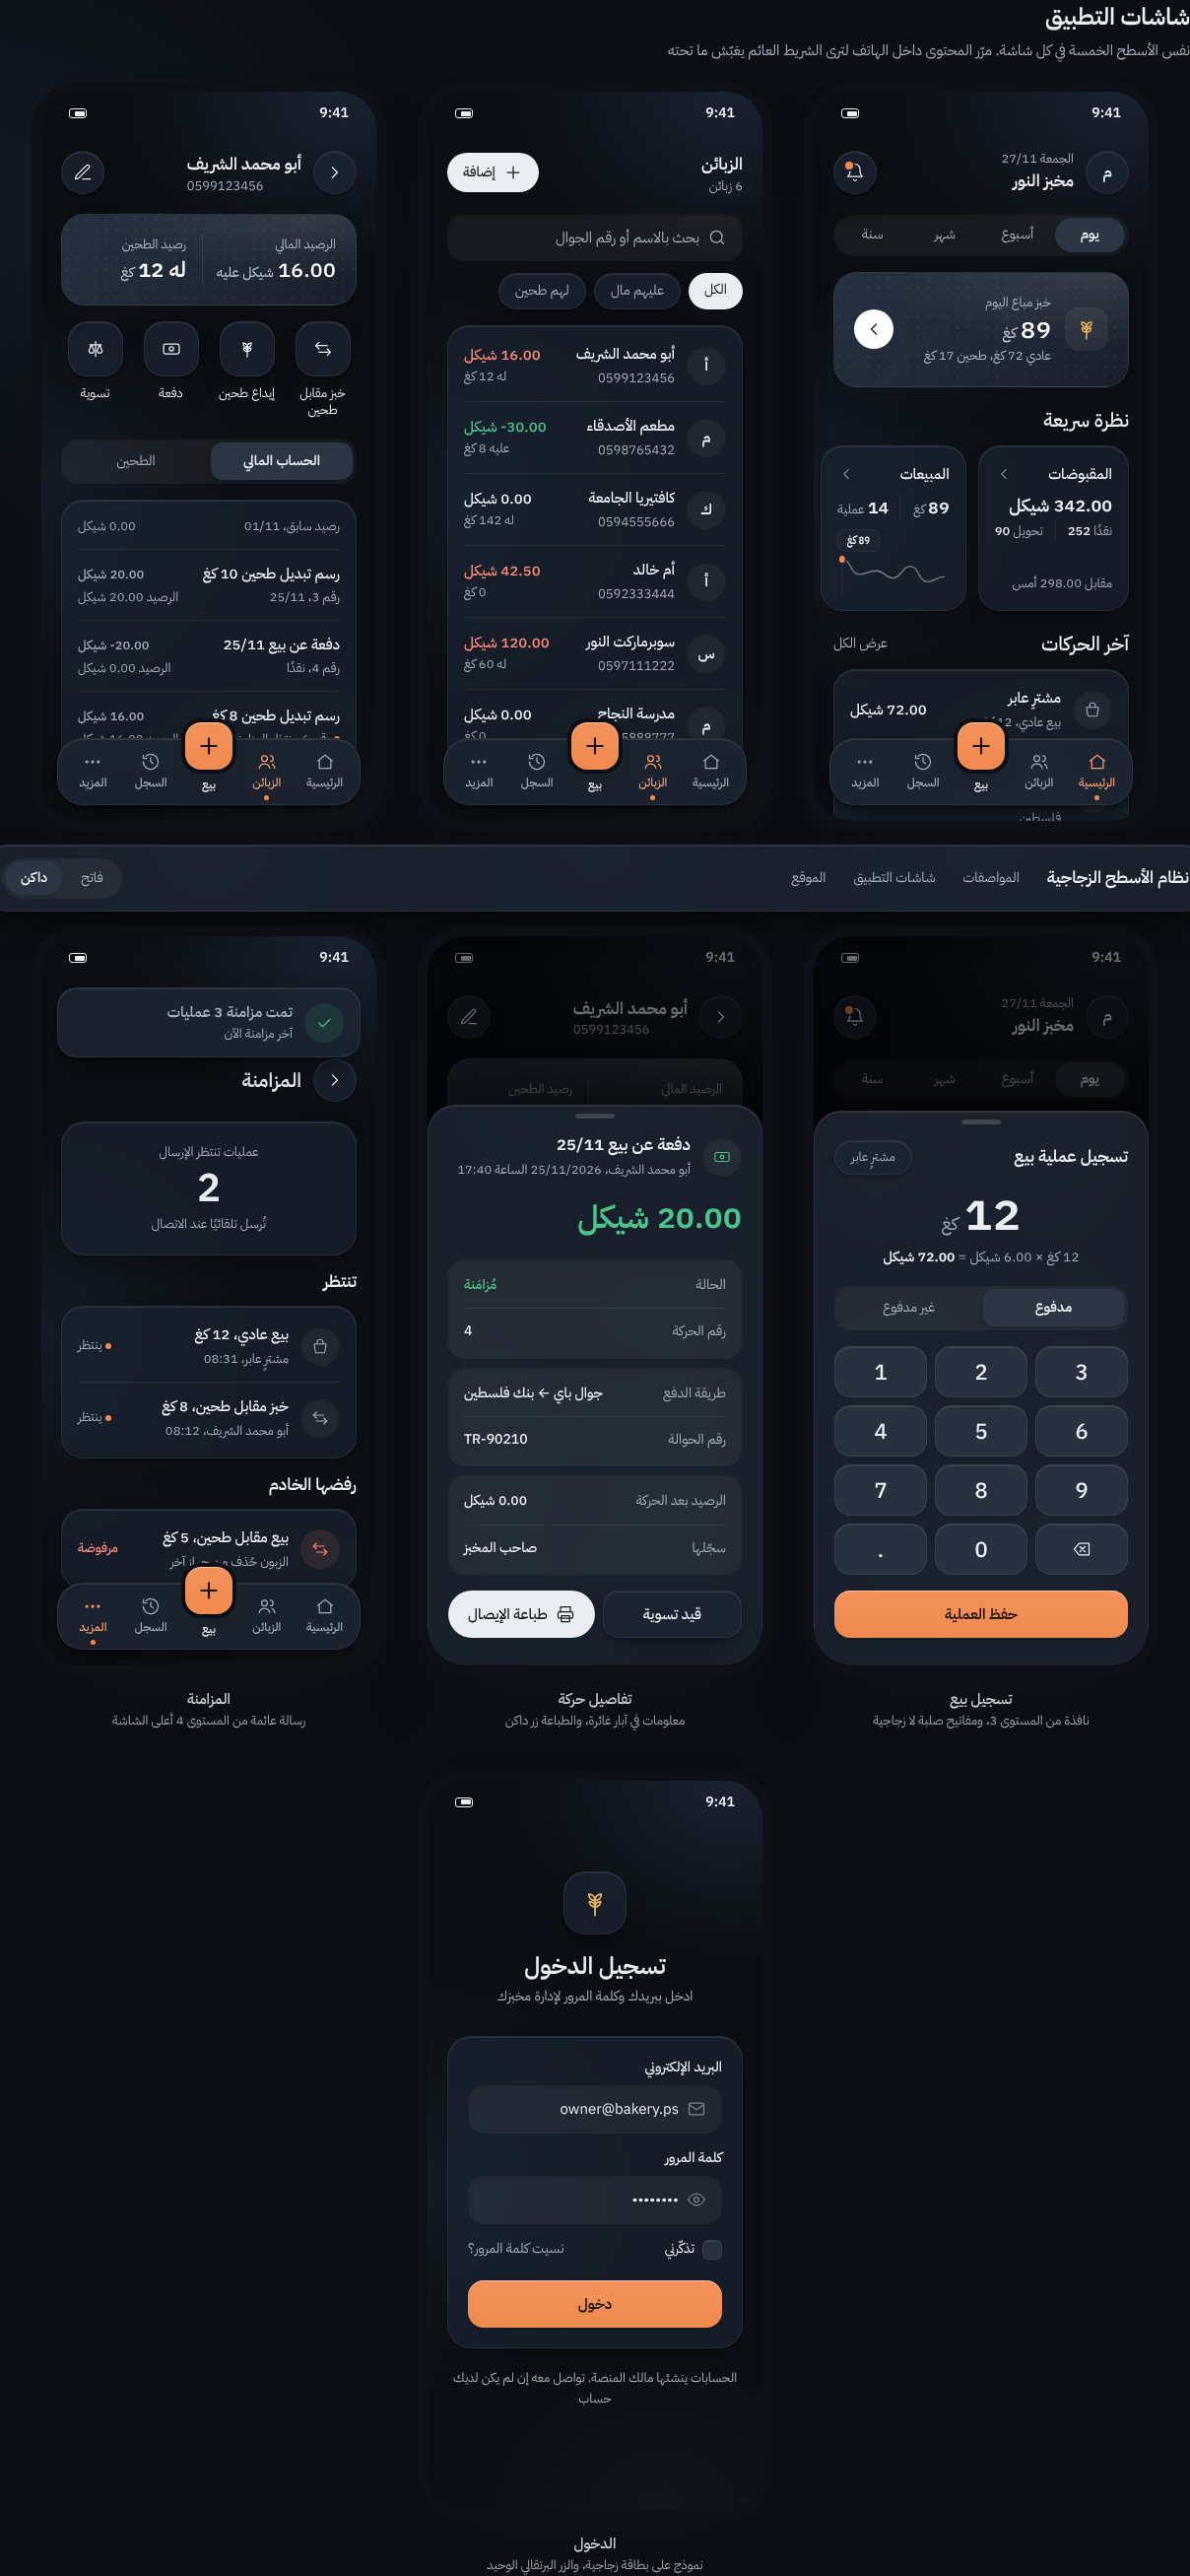 شاشات التطبيق
نفس الأسطح الخمسة في كل شاشة. مرّر المحتوى داخل الهاتف لترى الشريط العائم يغبّش ما تحته
9:41
الجمعة 27/11
م
مخبز النور
يوم
أسبوع
شهر
سنة
خبز مباع اليوم
89 كغ
عادي 72 كغ، طحين 17 كغ
نظرة سريعة
المقبوضات
342.00 شيكل
نقدًا 252
تحويل 90
مقابل 298.00 أمس
المبيعات
89 كغ
14 عملية
89 كغ
آخر الحركات
عرض الكل
مشترٍ عابر
72.00 شيكل
بيع عادي، 12
فلسطين
الرئيسية
الزبائن
بيع
السجل
المزيد
9:41
الزبائن
6 زبائن
إضافة
بحث بالاسم أو رقم الجوال
الكل
عليهم مال
لهم طحين
أ
أبو محمد الشريف
16.00 شيكل
0599123456
له 12 كغ
م
مطعم الأصدقاء
-30.00 شيكل
0598765432
عليه 8 كغ
ك
كافتيريا الجامعة
0.00 شيكل
0594555666
له 142 كغ
أ
أم خالد
42.50 شيكل
0592333444
0 كغ
س
سوبرماركت النور
120.00 شيكل
0597111222
له 60 كغ
م
مدرسة النجاح
0.00 شيكل
5888777
0 كغ
الرئيسية
الزبائن
بيع
السجل
المزيد
9:41
أبو محمد الشريف
0599123456
الرصيد المالي
16.00 شيكل عليه
رصيد الطحين
له 12 كغ
خبز مقابل طحين
إيداع طحين
دفعة
تسوية
الحساب المالي
الطحين
رصيد سابق، 01/11
0.00 شيكل
رسم تبديل طحين 10 كغ
20.00 شيكل
رقم 3، 25/11
الرصيد 20.00 شيكل
دفعة عن بيع 25/11
-20.00 شيكل
رقم 4، نقدًا
الرصيد 0.00 شيكل
رسم تبديل طحين 8 كغ
16.00 شيكل
الرئيسية
الزبائن
بيع
السجل
المزيد
نظام الأسطح الزجاجية
المواصفات
شاشات التطبيق
الموقع
فاتح
داكن
9:41
الجمعة 27/11
م
مخبز النور
يوم
أسبوع
شهر
سنة
تسجيل عملية بيع
مشترٍ عابر
12 كغ
12 كغ × 6.00 شيكل = 72.00 شيكل
مدفوع
غير مدفوع
1 2 3
4 5 6
7 8 9
. 0
حفظ العملية
تسجيل بيع
نافذة من المستوى 3، ومفاتيح صلبة لا زجاجية
9:41
أبو محمد الشريف
0599123456
الرصيد المالي
رصيد الطحين
دفعة عن بيع 25/11
أبو محمد الشريف، 25/11/2026 الساعة 17:40
20.00 شيكل
الحالة
مُزامَنة
رقم الحركة
4
طريقة الدفع
جوال باي ← بنك فلسطين
رقم الحوالة
TR-90210
الرصيد بعد الحركة
0.00 شيكل
سجّلها
صاحب المخبز
قيد تسوية
طباعة الإيصال
تفاصيل حركة
معلومات في آبار غائرة، والطباعة زر داكن
9:41
تمت مزامنة 3 عمليات
آخر مزامنة الآن
المزامنة
عمليات تنتظر الإرسال
2
تُرسل تلقائيًا عند الاتصال
تنتظر
بيع عادي، 12 كغ
ينتظر
مشترٍ عابر، 08:31
خبز مقابل طحين، 8 كغ
ينتظر
أبو محمد الشريف، 08:12
رفضها الخادم
بيع مقابل طحين، 5 كغ
مرفوضة
الزبون حُذف من جهاز آخر
الرئيسية
الزبائن
بيع
السجل
المزيد
المزامنة
رسالة عائمة من المستوى 4 أعلى الشاشة
9:41
تسجيل الدخول
ادخل ببريدك وكلمة المرور لإدارة مخبزك
البريد الإلكتروني
owner@bakery.ps
كلمة المرور
••••••••
تذكّرني
نسيت كلمة المرور؟
دخول
الحسابات ينشئها مالك المنصة. تواصل معه إن لم يكن لديك
حساب
الدخول
نموذج على بطاقة زجاجية، والزر البرتقالي الوحيد